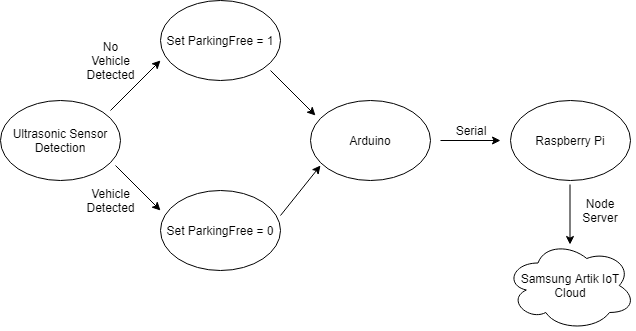 Set ParkingFree = 1
No
Vehicle
Detected
Ultrasonic Sensor
Detection
Arduino
Serial
Raspberry Pi
Vehicle
Detected
Set ParkingFree = 0
Node
Server
Samsung Artik IoT
Cloud